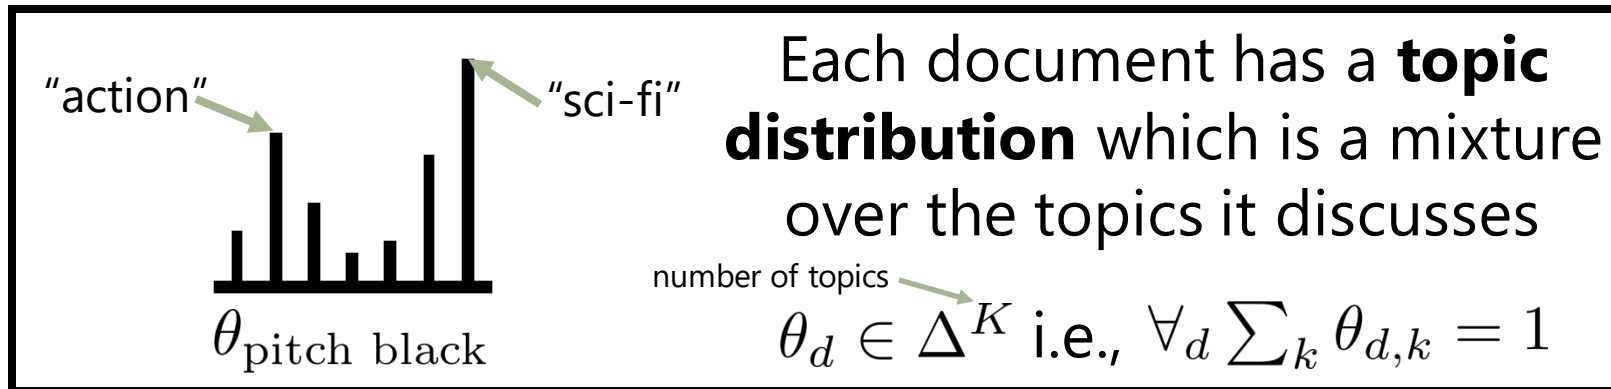 “action”
“sci-fi”
θ_pitch black
Each document has a topic
distribution which is a mixture
over the topics it discusses
number of topics
θ_d ∈ Δ^K i.e., ∀_d ∑_k θ_{d,k} = 1